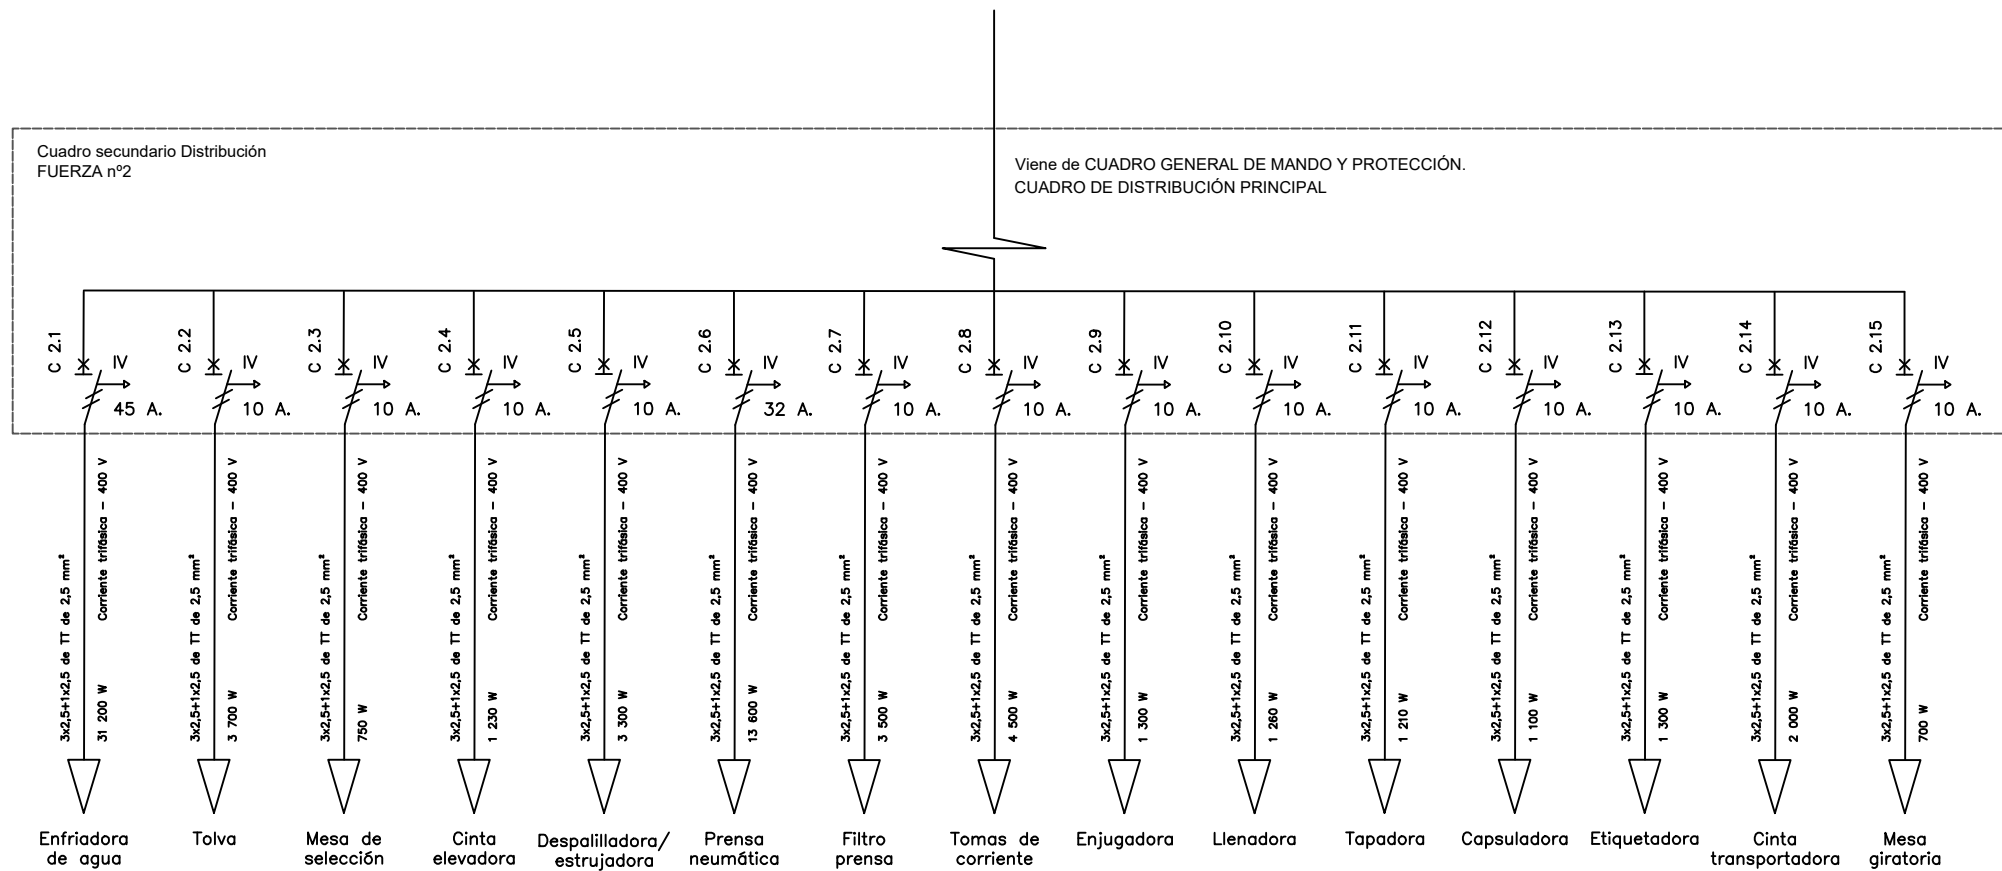 Cuadro secundario Distribución
FUERZA nº2
Viene de CUADRO GENERAL DE MANDO Y PROTECCIÓN.
CUADRO DE DISTRIBUCIÓN PRINCIPAL
C 2.1
IV
45 A.
C 2.2
IV
10 A.
C 2.3
IV
10 A.
C 2.4
IV
10 A.
C 2.5
IV
10 A.
C 2.6
IV
32 A.
C 2.7
IV
10 A.
C 2.8
IV
10 A.
C 2.9
IV
10 A.
C 2.10
IV
10 A.
C 2.11
IV
10 A.
C 2.12
IV
10 A.
C 2.13
IV
10 A.
C 2.14
IV
10 A.
C 2.15
IV
10 A.
3x2,5+1x2,5 de TT de 2,5 mm²
31 200 W Corriente trifásica - 400 V
3x2,5+1x2,5 de TT de 2,5 mm²
3 700 W Corriente trifásica - 400 V
3x2,5+1x2,5 de TT de 2,5 mm²
750 W Corriente trifásica - 400 V
3x2,5+1x2,5 de TT de 2,5 mm²
1 230 W Corriente trifásica - 400 V
3x2,5+1x2,5 de TT de 2,5 mm²
3 300 W Corriente trifásica - 400 V
3x2,5+1x2,5 de TT de 2,5 mm²
13 600 W Corriente trifásica - 400 V
3x2,5+1x2,5 de TT de 2,5 mm²
3 500 W Corriente trifásica - 400 V
3x2,5+1x2,5 de TT de 2,5 mm²
4 500 W Corriente trifásica - 400 V
3x2,5+1x2,5 de TT de 2,5 mm²
1 300 W Corriente trifásica - 400 V
3x2,5+1x2,5 de TT de 2,5 mm²
1 260 W Corriente trifásica - 400 V
3x2,5+1x2,5 de TT de 2,5 mm²
1 210 W Corriente trifásica - 400 V
3x2,5+1x2,5 de TT de 2,5 mm²
1 100 W Corriente trifásica - 400 V
3x2,5+1x2,5 de TT de 2,5 mm²
1 300 W Corriente trifásica - 400 V
3x2,5+1x2,5 de TT de 2,5 mm²
2 000 W Corriente trifásica - 400 V
3x2,5+1x2,5 de TT de 2,5 mm²
700 W Corriente trifásica - 400 V
Enfriadora
de agua
Tolva
Mesa de
selección
Cinta
elevadora
Despalilladora/
estrujadora
Prensa
neumática
Filtro
prensa
Tomas de
corriente
Enjugadora
Llenadora
Tapadora
Capsuladora
Etiquetadora
Cinta
transportadora
Mesa
giratoria